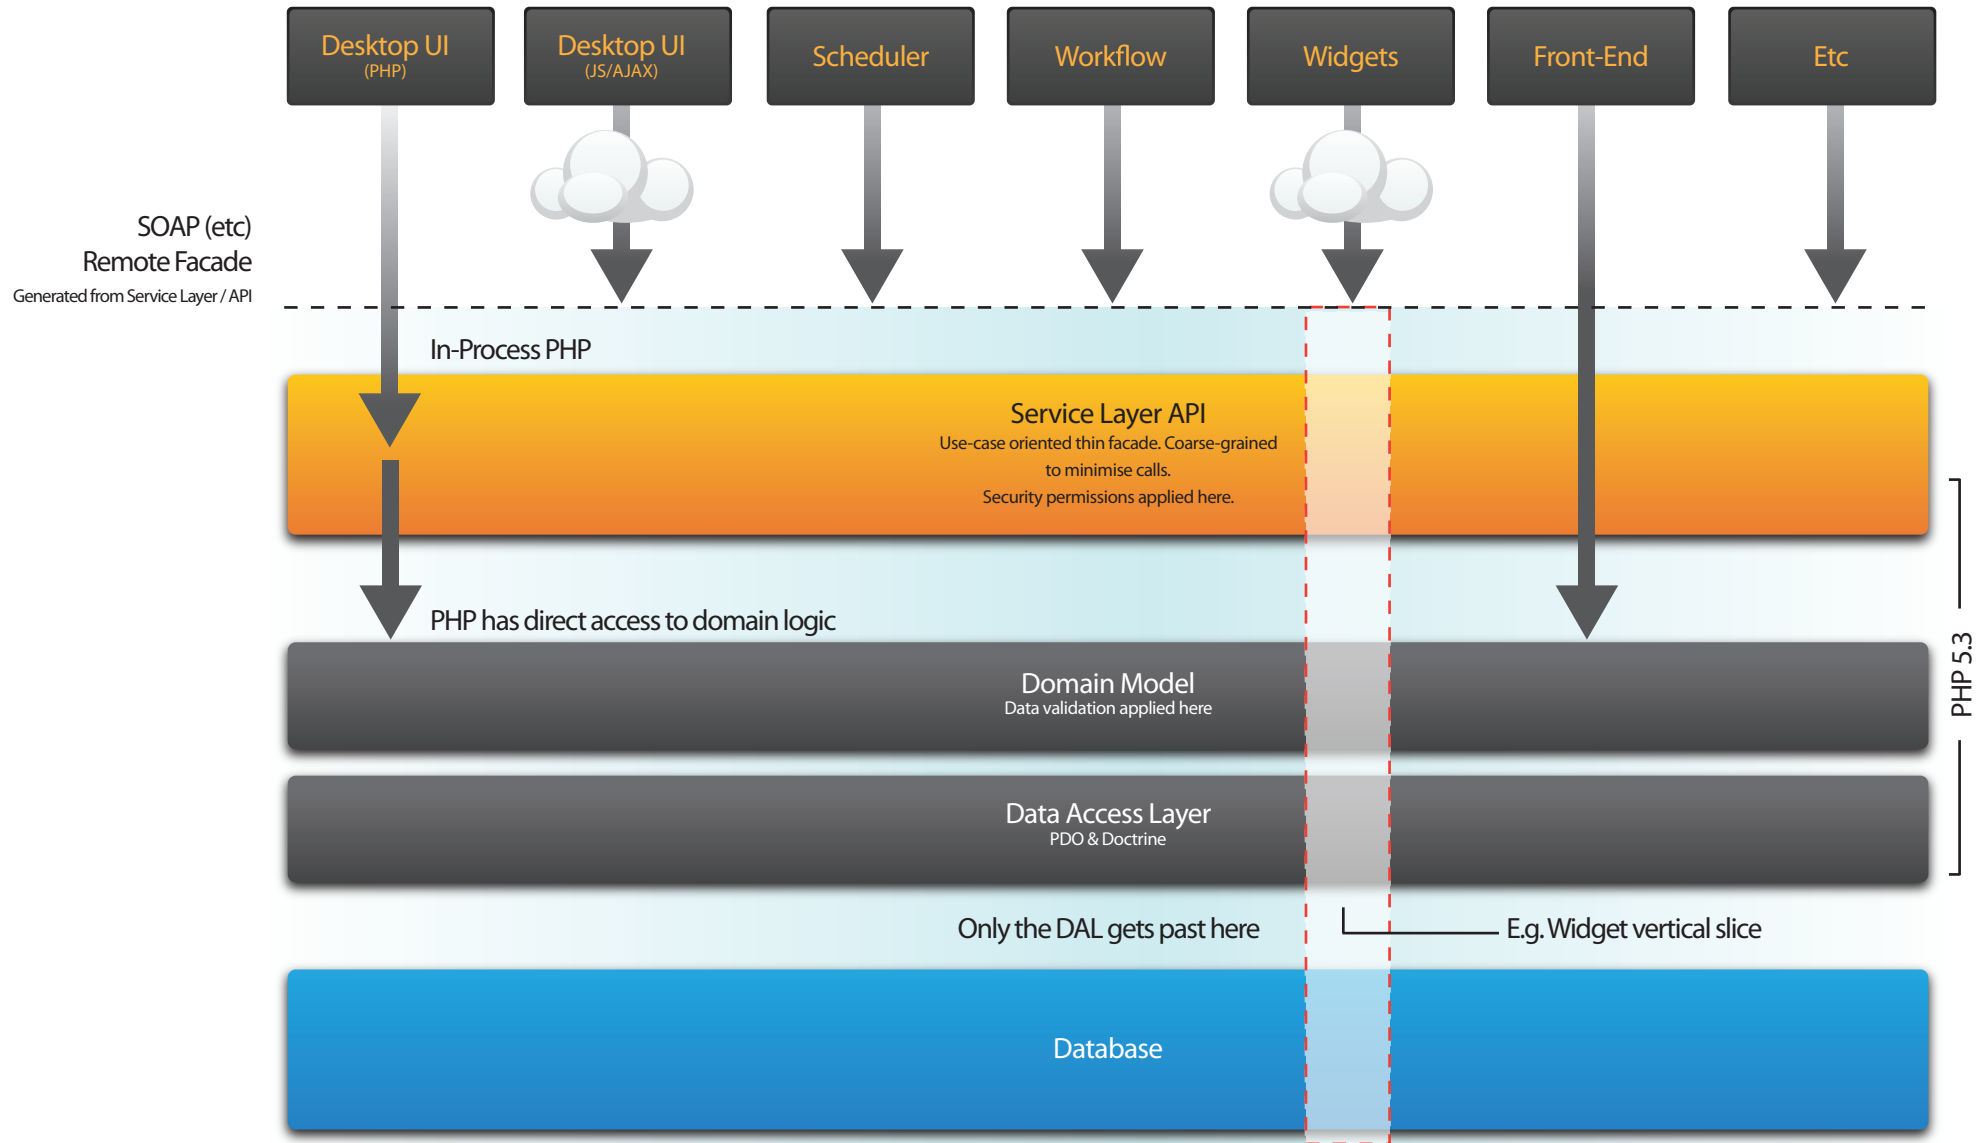 Desktop UI
(PHP)
Desktop UI
(JS/AJAX)
Scheduler
Workflow
Widgets
Front-End
Etc
SOAP (etc)
Remote Facade
Generated from Service Layer / API
In-Process PHP
Service Layer API
Use-case oriented thin facade. Coarse-grained
to minimise calls.
Security permissions applied here.
PHP has direct access to domain logic
Domain Model
Data validation applied here
PHP 5.3
Data Access Layer
PDO & Doctrine
Only the DAL gets past here
E.g. Widget vertical slice
Database